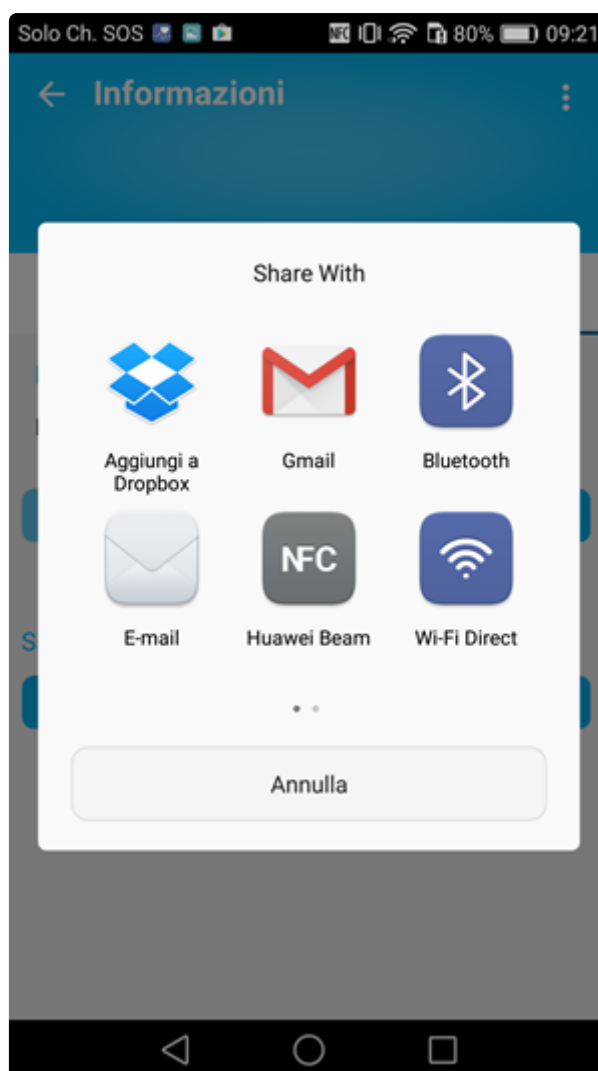 Solo Ch. SOS NFC 80% 09:21
Informazioni
Share With
Aggiungi a Gmail Bluetooth
Dropbox
NFC
E-mail Huawei Beam Wi-Fi Direct
S
Annulla